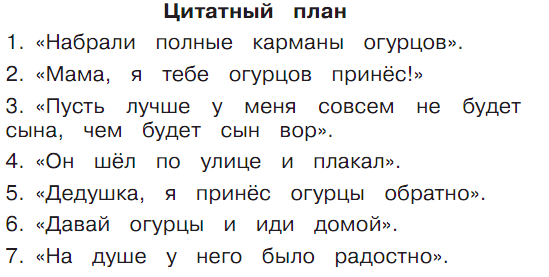 Цитатный план
1. «Набрали полные карманы огурцов».
2. «Мама, я тебе огурцов принёс!»
3. «Пусть лучше у меня совсем не будет
сына, чем будет сын вор».
4. «Он шёл по улице и плакал».
5. «Дедушка, я принёс огурцы обратно».
6. «Давай огурцы и иди домой».
7. «На душе у него было радостно».